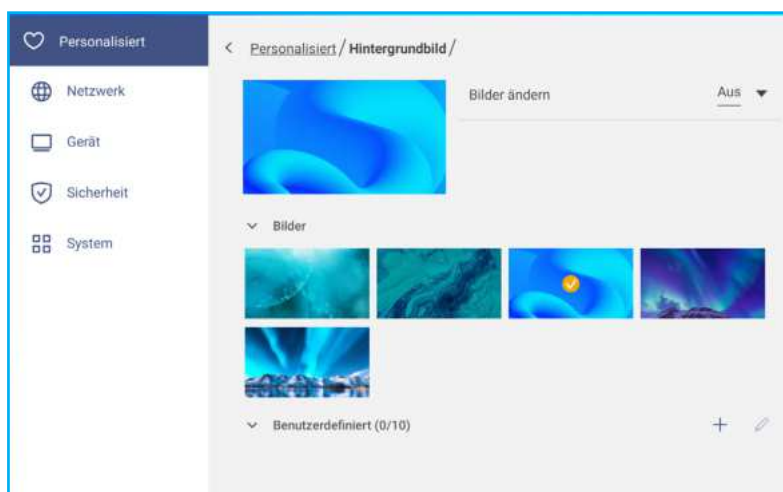 Personalisiert
Netzwerk
Gerät
Sicherheit
System
Personalisiert / Hintergrundbild /
Bilder ändern Aus
Bilder
Benutzerdefiniert (0/10)